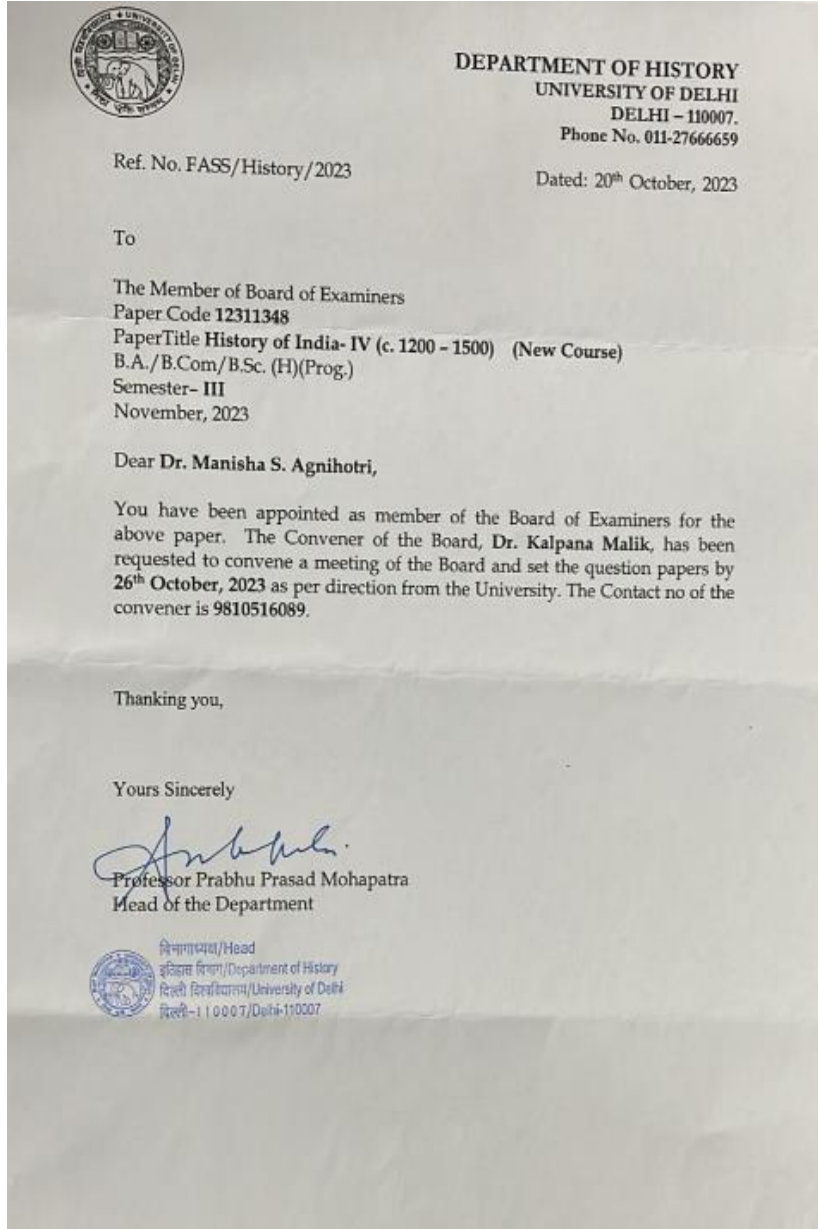 UNIVERSITY OF DELHI
DEPARTMENT OF HISTORY
UNIVERSITY OF DELHI
DELHI – 110007.
Phone No. 011-27666659
Ref. No. FASS/History/2023
Dated: 20th October, 2023
To
The Member of Board of Examiners
Paper Code 12311348
PaperTitle History of India- IV (c. 1200 – 1500) (New Course)
B.A./B.Com/B.Sc. (H)(Prog.)
Semester– III
November, 2023
Dear Dr. Manisha S. Agnihotri,
You have been appointed as member of the Board of Examiners for the
above paper. The Convener of the Board, Dr. Kalpana Malik, has been
requested to convene a meeting of the Board and set the question papers by
26th October, 2023 as per direction from the University. The Contact no of the
convener is 9810516089.
Thanking you,
Yours Sincerely
Professor Prabhu Prasad Mohapatra
Head of the Department
विभागाध्यक्ष/Head
इतिहास विभाग/Department of History
दिल्ली विश्वविद्यालय/University of Delhi
दिल्ली-110007/Delhi-110007